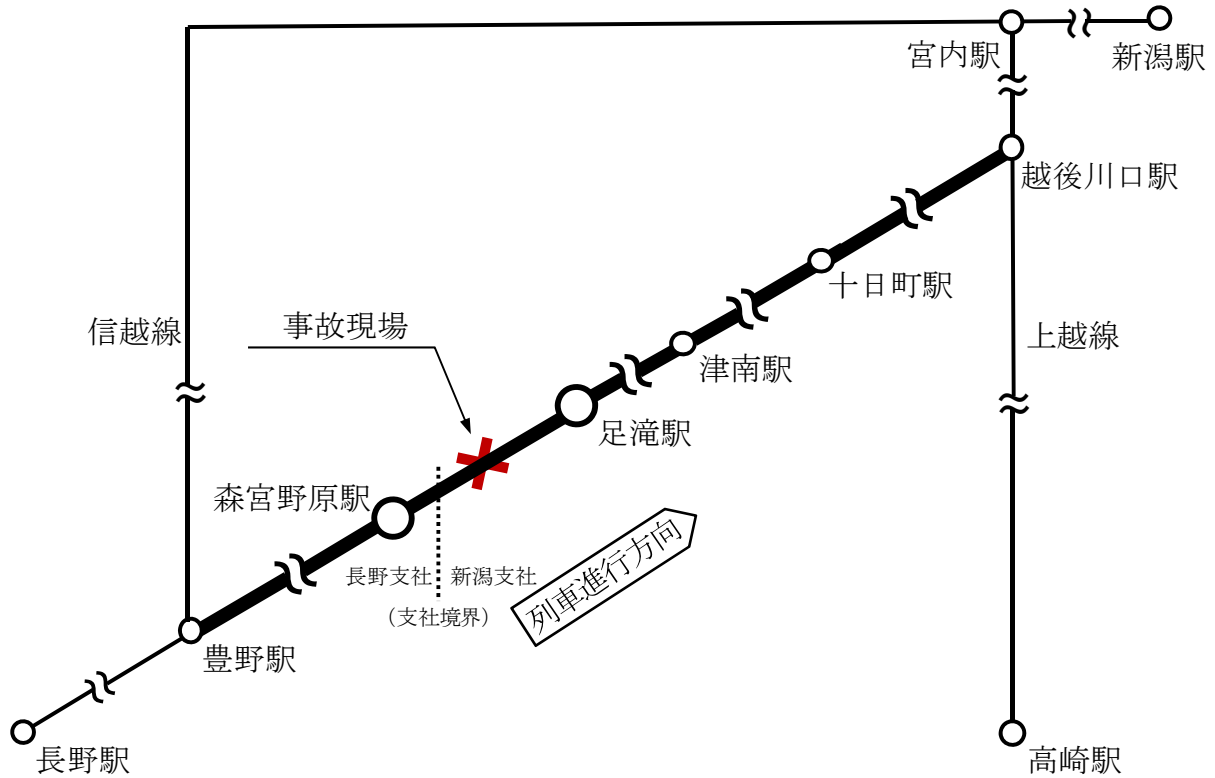 宮内駅
新潟駅
越後川口駅
十日町駅
信越線
事故現場
上越線
津南駅
足滝駅
森宮野原駅
列車進行方向
長野支社
新潟支社
(支社境界)
豊野駅
長野駅
高崎駅